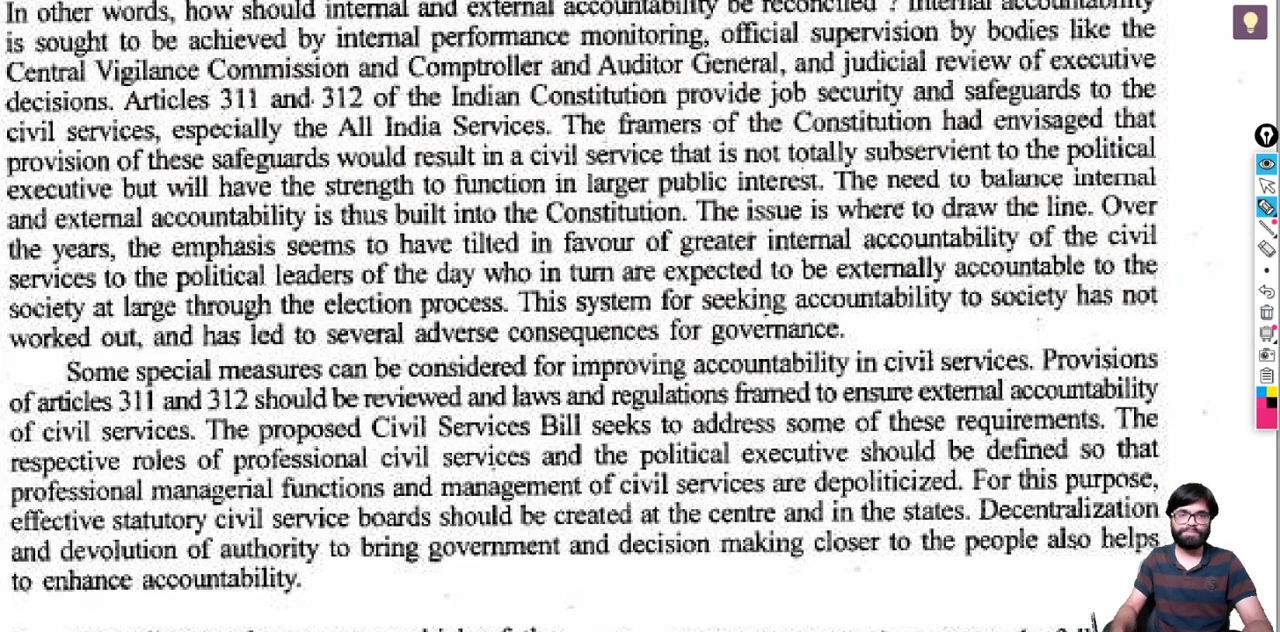 In other words, how should internal and external accountability be reconciled ? Internal accountability
is sought to be achieved by internal performance monitoring, official supervision by bodies like the
Central Vigilance Commission and Comptroller and Auditor General, and judicial review of executive
decisions. Articles 311 and 312 of the Indian Constitution provide job security and safeguards to the
civil services, especially the All India Services. The framers of the Constitution had envisaged that
provision of these safeguards would result in a civil service that is not totally subservient to the political
executive but will have the strength to function in larger public interest. The need to balance internal
and external accountability is thus built into the Constitution. The issue is where to draw the line. Over
the years, the emphasis seems to have tilted in favour of greater internal accountability of the civil
services to the political leaders of the day who in turn are expected to be externally accountable to the
society at large through the election process. This system for seeking accountability to society has not
worked out, and has led to several adverse consequences for governance.
Some special measures can be considered for improving accountability in civil services. Provisions
of articles 311 and 312 should be reviewed and laws and regulations framed to ensure external accountability
of civil services. The proposed Civil Services Bill seeks to address some of these requirements. The
respective roles of professional civil services and the political executive should be defined so that
professional managerial functions and management of civil services are depoliticized. For this purpose,
effective statutory civil service boards should be created at the centre and in the states. Decentralization
and devolution of authority to bring government and decision making closer to the people also helps
to enhance accountability.